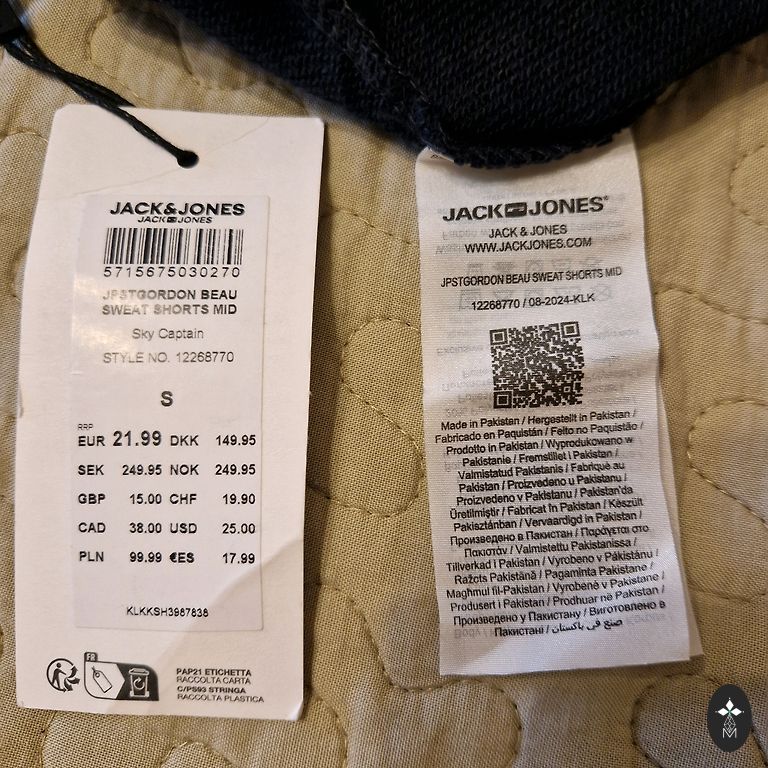 JACK&JONES
JACK JONES
5715675030270
JPSTGORDON BEAU
SWEAT SHORTS MID
Sky Captain
STYLE NO. 12268770
S
RRP
EUR 21.99 DKK 149.95
SEK 249.95 NOK 249.95
GBP 15.00 CHF 19.90
CAD 38.00 USD 25.00
PLN 99.99 €ES 17.99
KLKKSH3987838
FR
PAP21 ETICHETTA
RACCOLTA CARTA
C/PS93 STRINGA
RACCOLTA PLASTICA
JACK JONES®
JACK & JONES
WWW.JACKJONES.COM
JPSTGORDON BEAU SWEAT SHORTS MID
12268770 / 08-2024-KLK
Made in Pakistan / Hergestellt in Pakistan /
Fabricado en Paquistán / Feito no Paquistão /
Prodotto in Pakistan / Wyprodukowano w
Pakistanie / Fremstillet i Pakistan /
Valmistatud Pakistanis / Fabriqué au
Pakistan / Proizvedeno u Pakistanu /
Proizvedeno v Pakistanu / Pakistan'da
Üretilmiştir / Fabricat în Pakistan / Készült
Pakisztánban / Vervaardigd in Pakistan /
Произведено в Пакистан / Παράγεται στο
Πακιστάν / Valmistettu Pakistanissa /
Tillverkad i Pakistan / Vyrobeno v Pákistánu /
Ražots Pakistānā / Pagaminta Pakistane /
Maghmul fil-Pakistan / Vyrobené v Pakistane /
Produsert i Pakistan / Prodhuar në Pakistan /
Произведено у Пакистану / Виготовлено в
Пакистані / صنع في باكستان
M